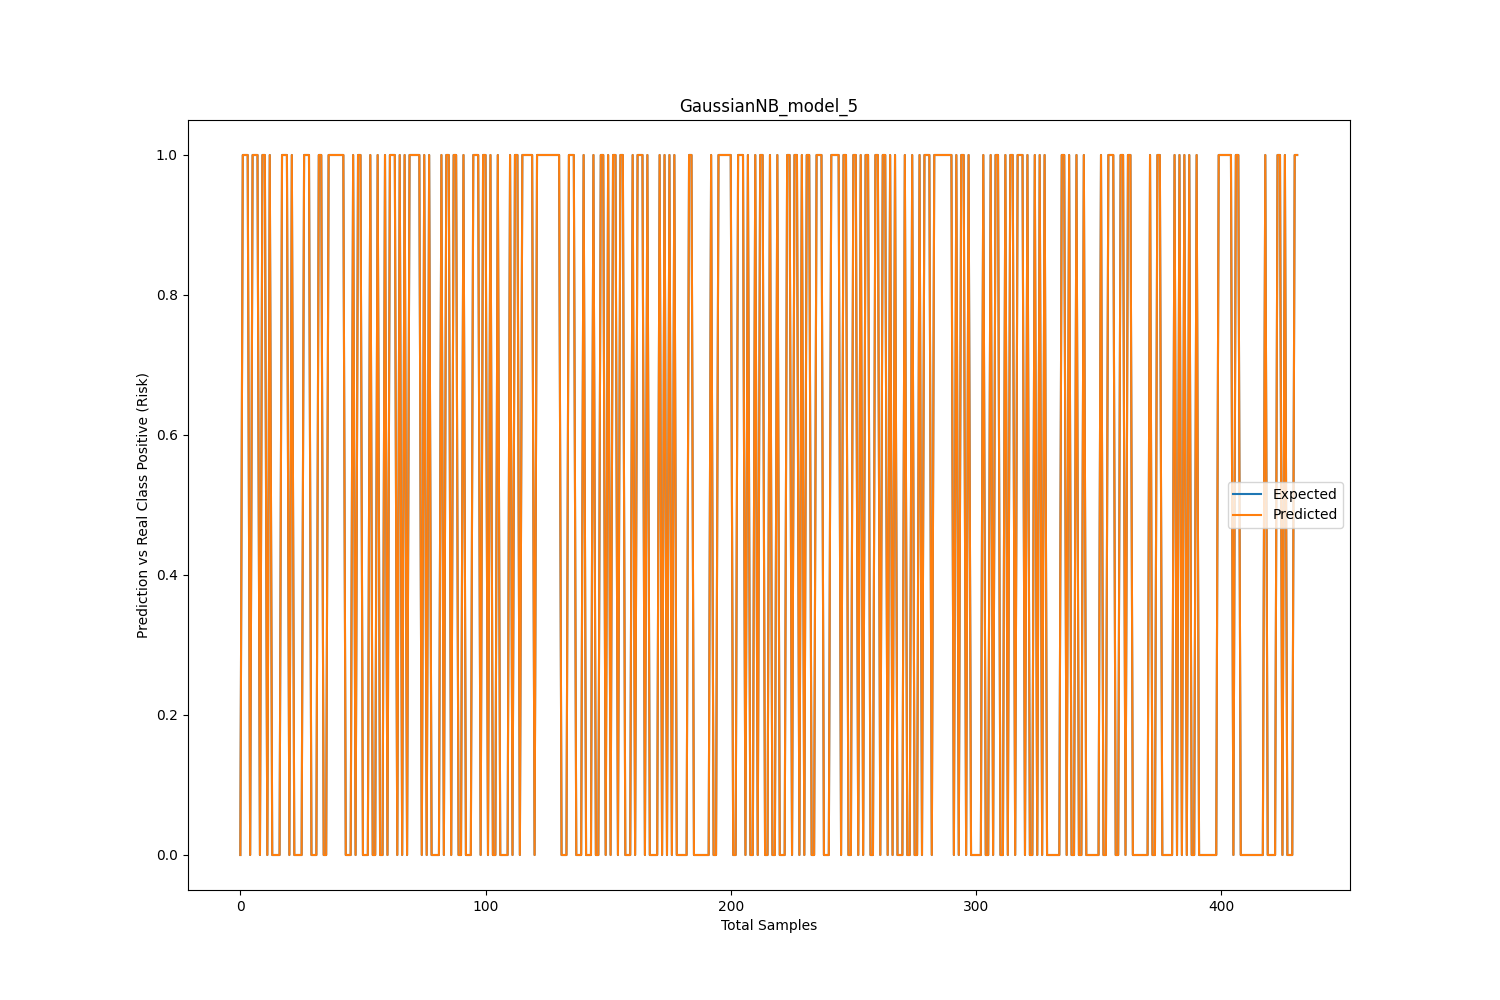 GaussianNB_model_5
Prediction vs Real Class Positive (Risk)
1.0
0.8
0.6
0.4
0.2
0.0
Expected
Predicted
0 100 200 300 400
Total Samples